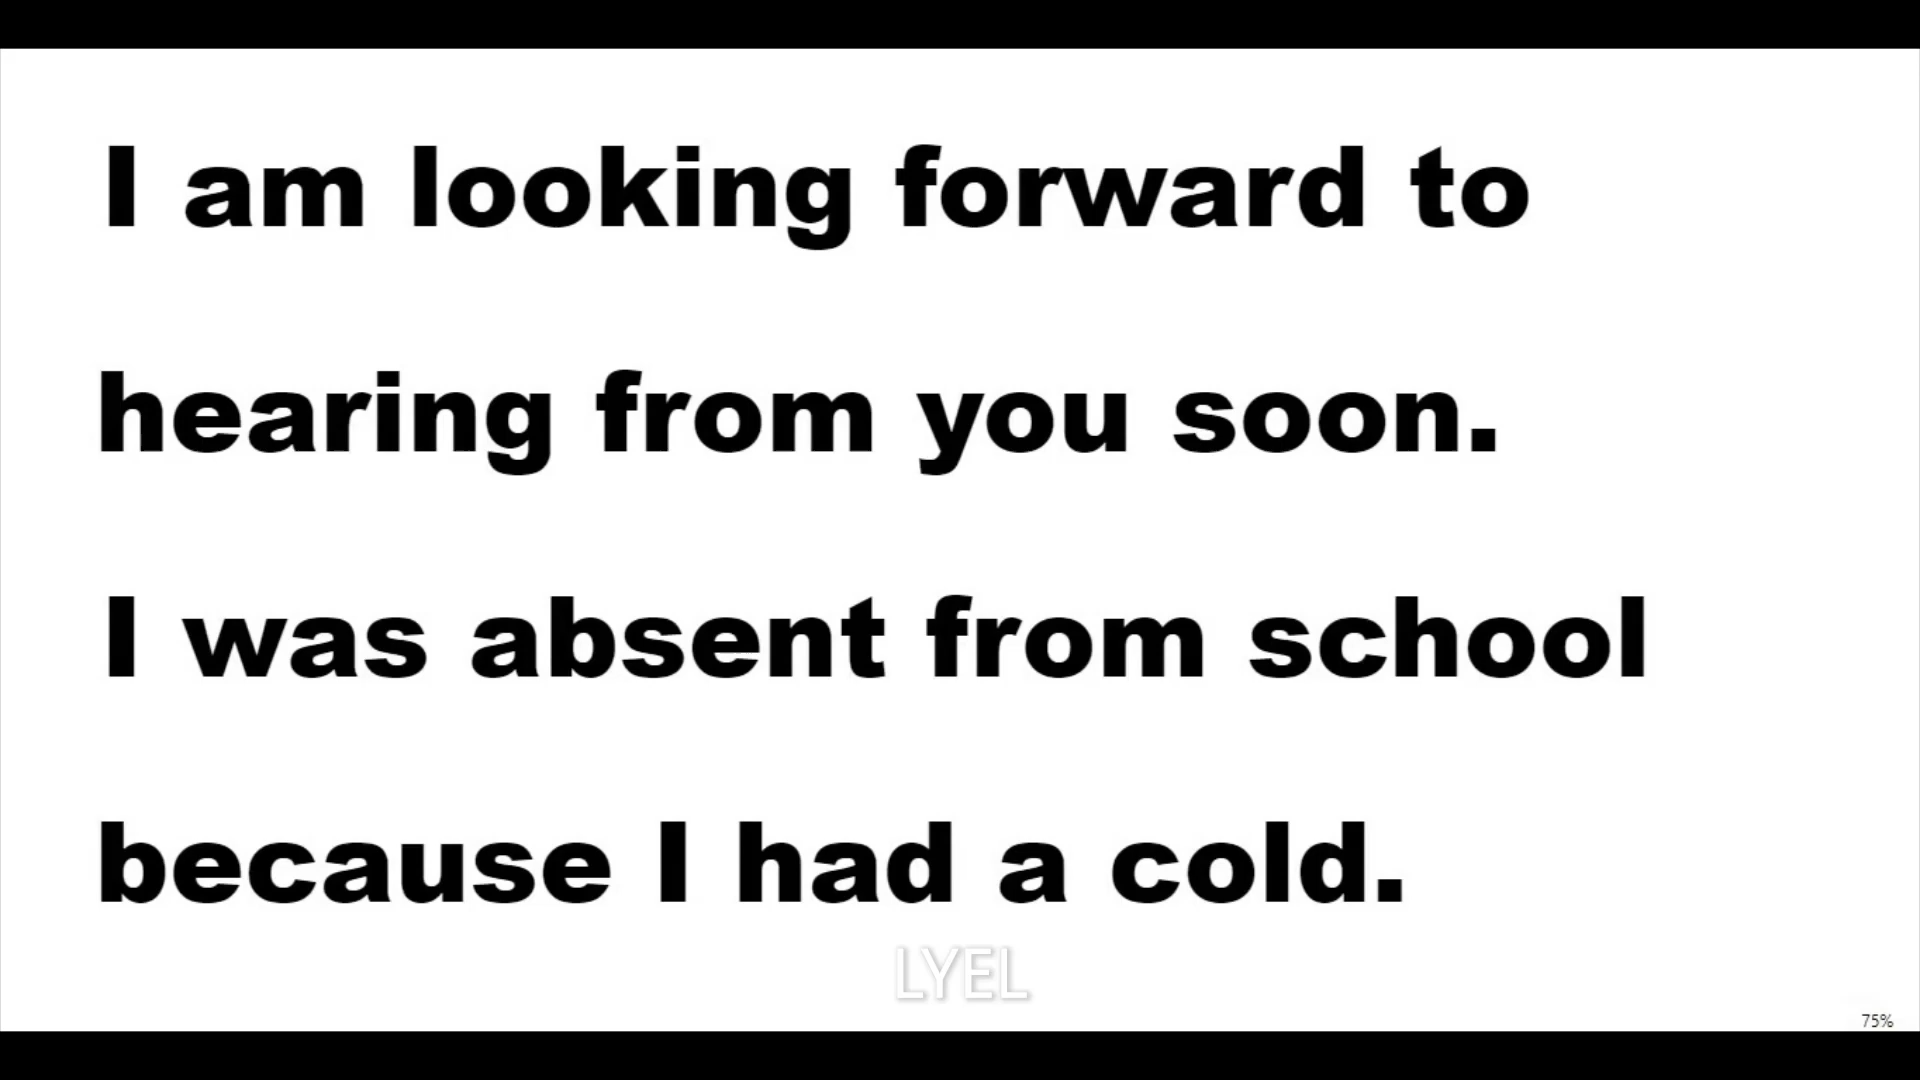 I am looking forward to
hearing from you soon.
I was absent from school
because I had a cold.
LYEL
75%